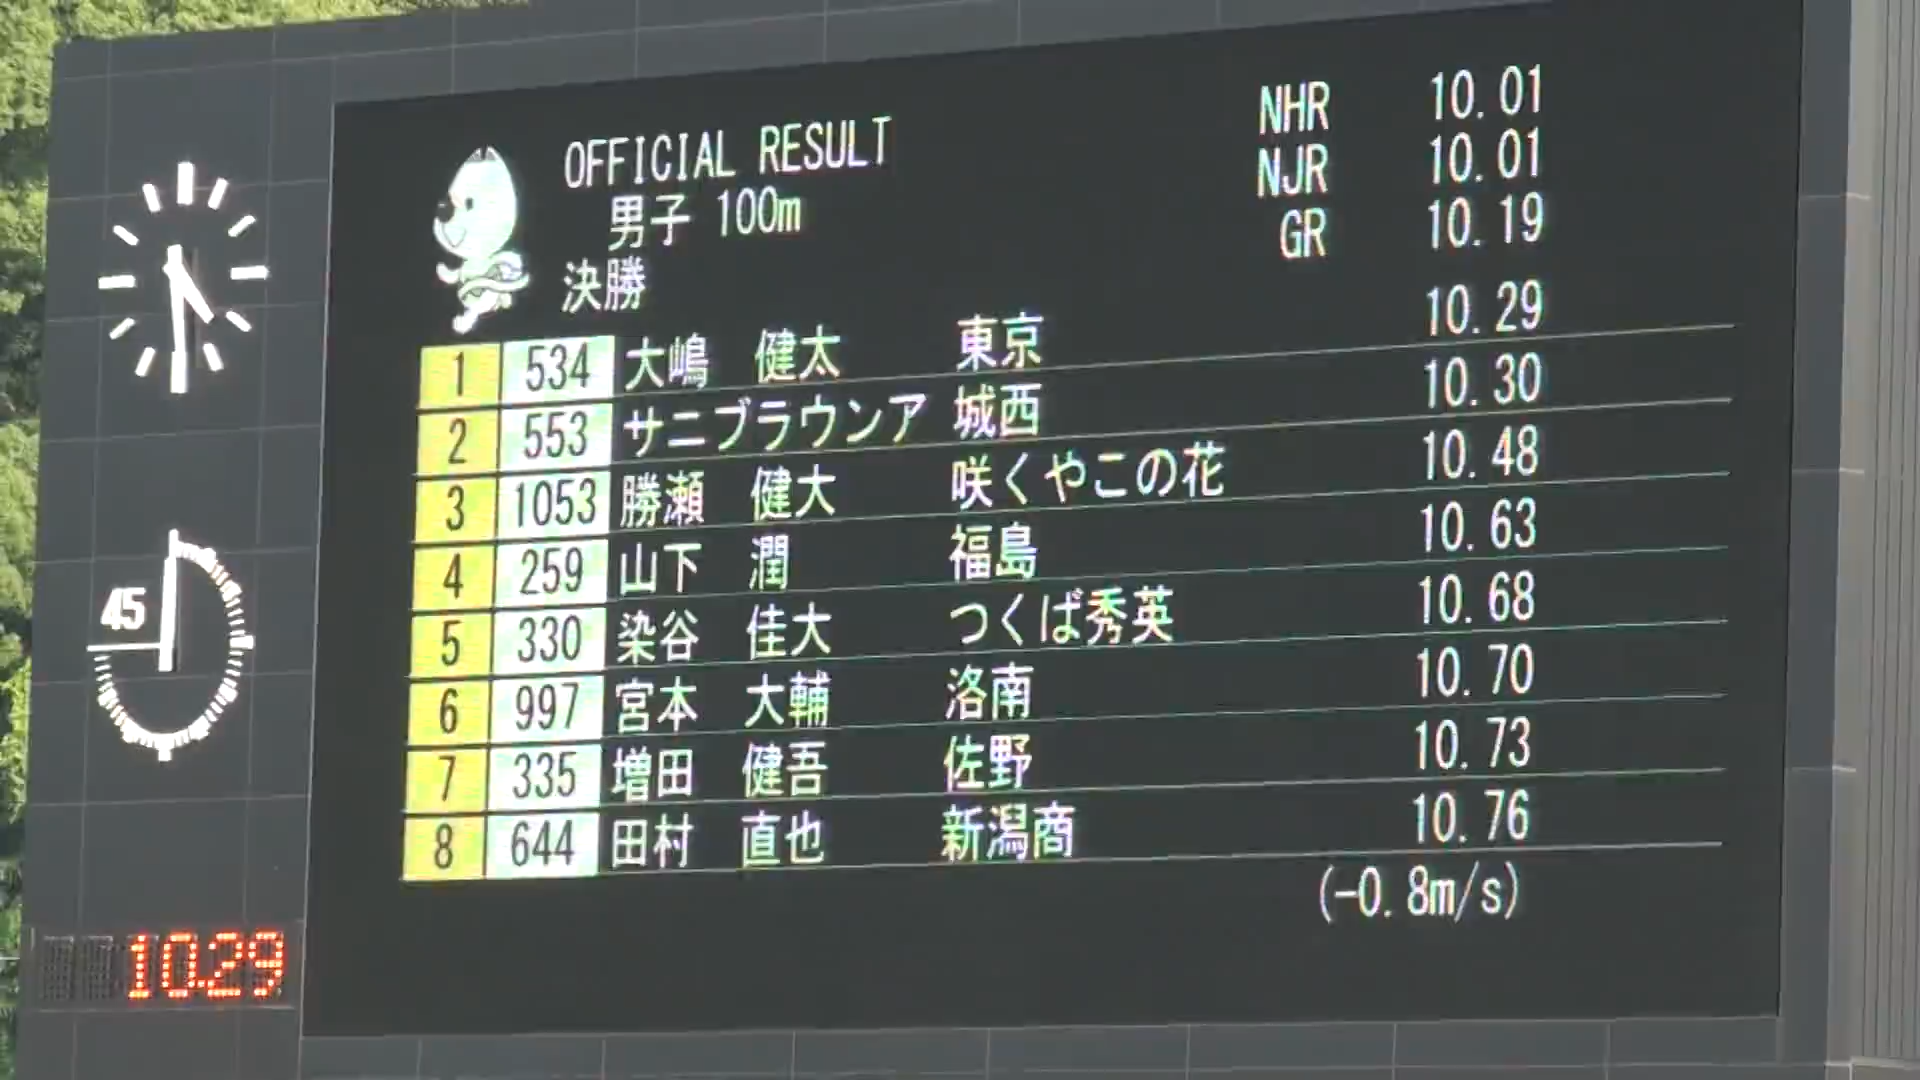 OFFICIAL RESULT
男子 100m
決勝
NHR 10.01
NJR 10.01
GR 10.19
1 534 大嶋 健太 東京 10.29
2 553 サニブラウンア 城西 10.30
3 1053 勝瀬 健大 咲くやこの花 10.48
4 259 山下 潤 福島 10.63
5 330 染谷 佳大 つくば秀英 10.68
6 997 宮本 大輔 洛南 10.70
7 335 増田 健吾 佐野 10.73
8 644 田村 直也 新潟商 10.76
(-0.8m/s)
45
10.29